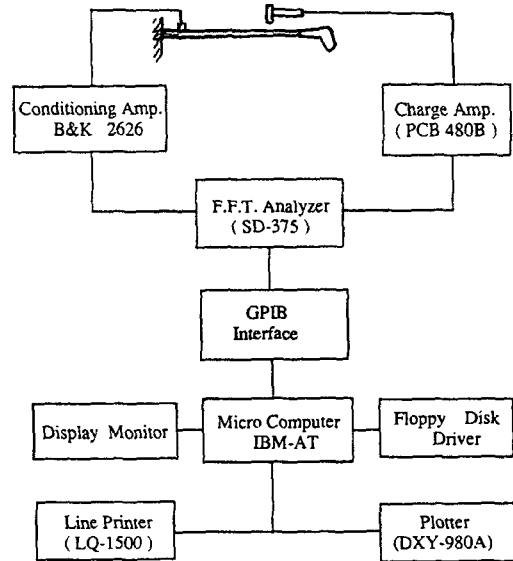 Conditioning Amp.
B&K 2626
Charge Amp.
( PCB 480B )
F.F.T. Analyzer
( SD-375 )
GPIB
Interface
Display Monitor
Micro Computer
IBM-AT
Floppy Disk
Driver
Line Printer
( LQ-1500 )
Plotter
(DXY-980A)